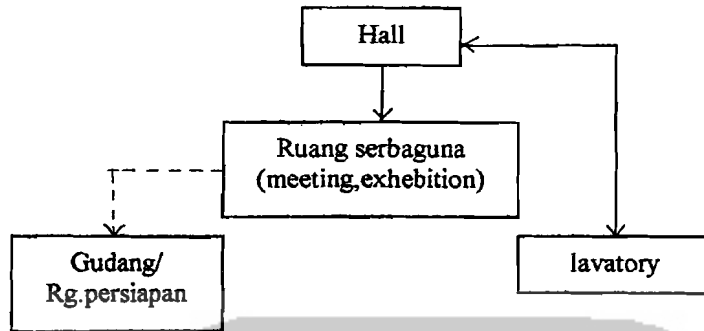 Hall
Ruang serbaguna
(meeting,exhebition)
Gudang/
Rg.persiapan
lavatory